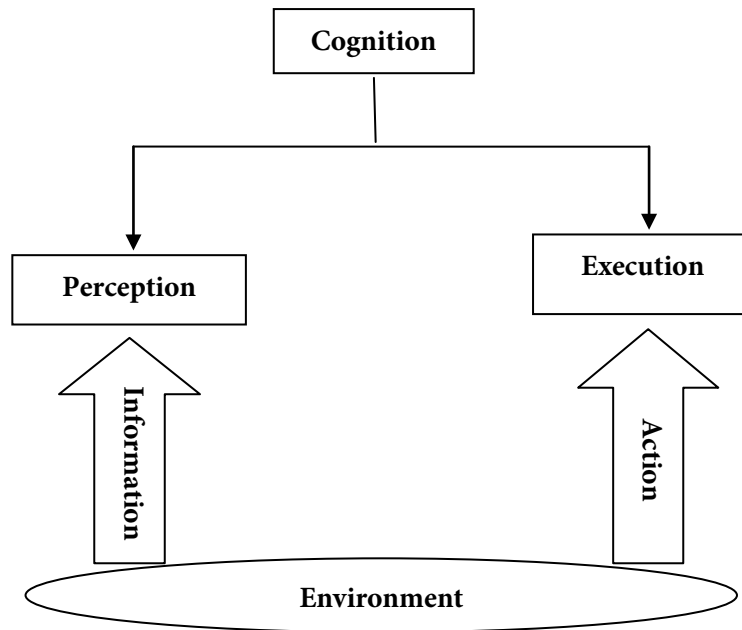 Cognition
Perception
Execution
Information
Action
Environment